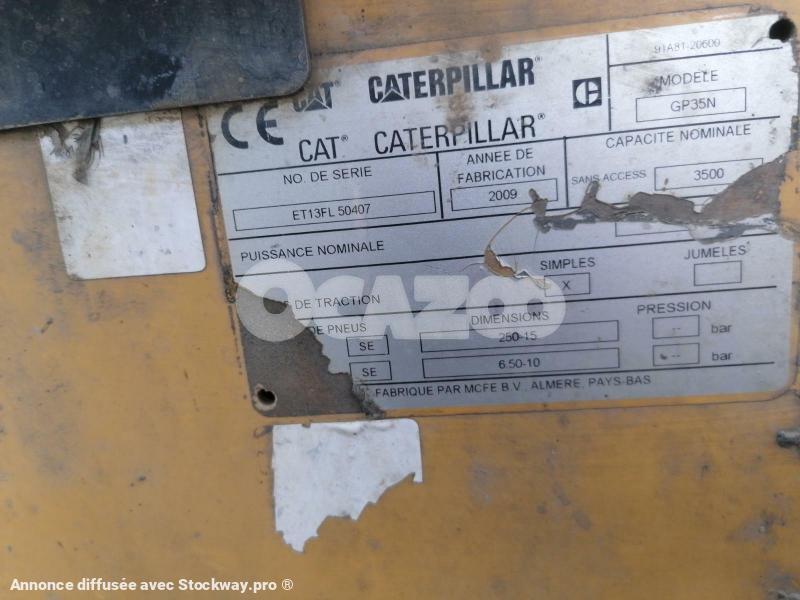 91A81-20600
CE CAT CATERPILLAR
MODELE
GP35N
CAT CATERPILLAR
NO. DE SERIE
ANNEE DE FABRICATION
CAPACITE NOMINALE
ET13FL 50407
2009
SANS ACCESS
3500
PUISSANCE NOMINALE
SIMPLES
JUMELES
DE TRACTION
X
DE PNEUS
DIMENSIONS
PRESSION
SE
250-15
-- bar
SE
6.50-10
-- bar
FABRIQUE PAR MCFE B.V., ALMERE, PAYS-BAS
OCAZOO
Annonce diffusée avec Stockway.pro ®